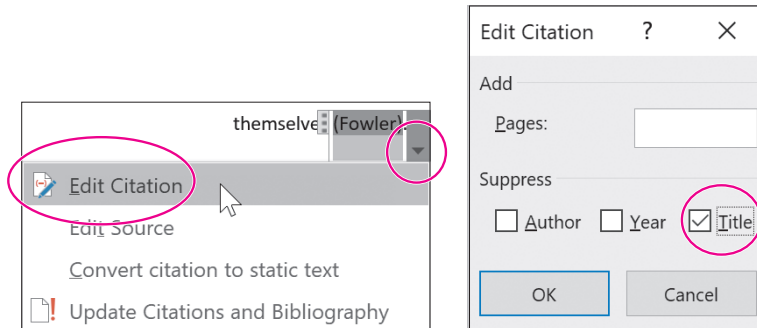 themselve (Fowler).
Edit Citation
Edit Source
Convert citation to static text
Update Citations and Bibliography
Edit Citation ? ×
Add
Pages:
Suppress
Author Year Title
OK Cancel